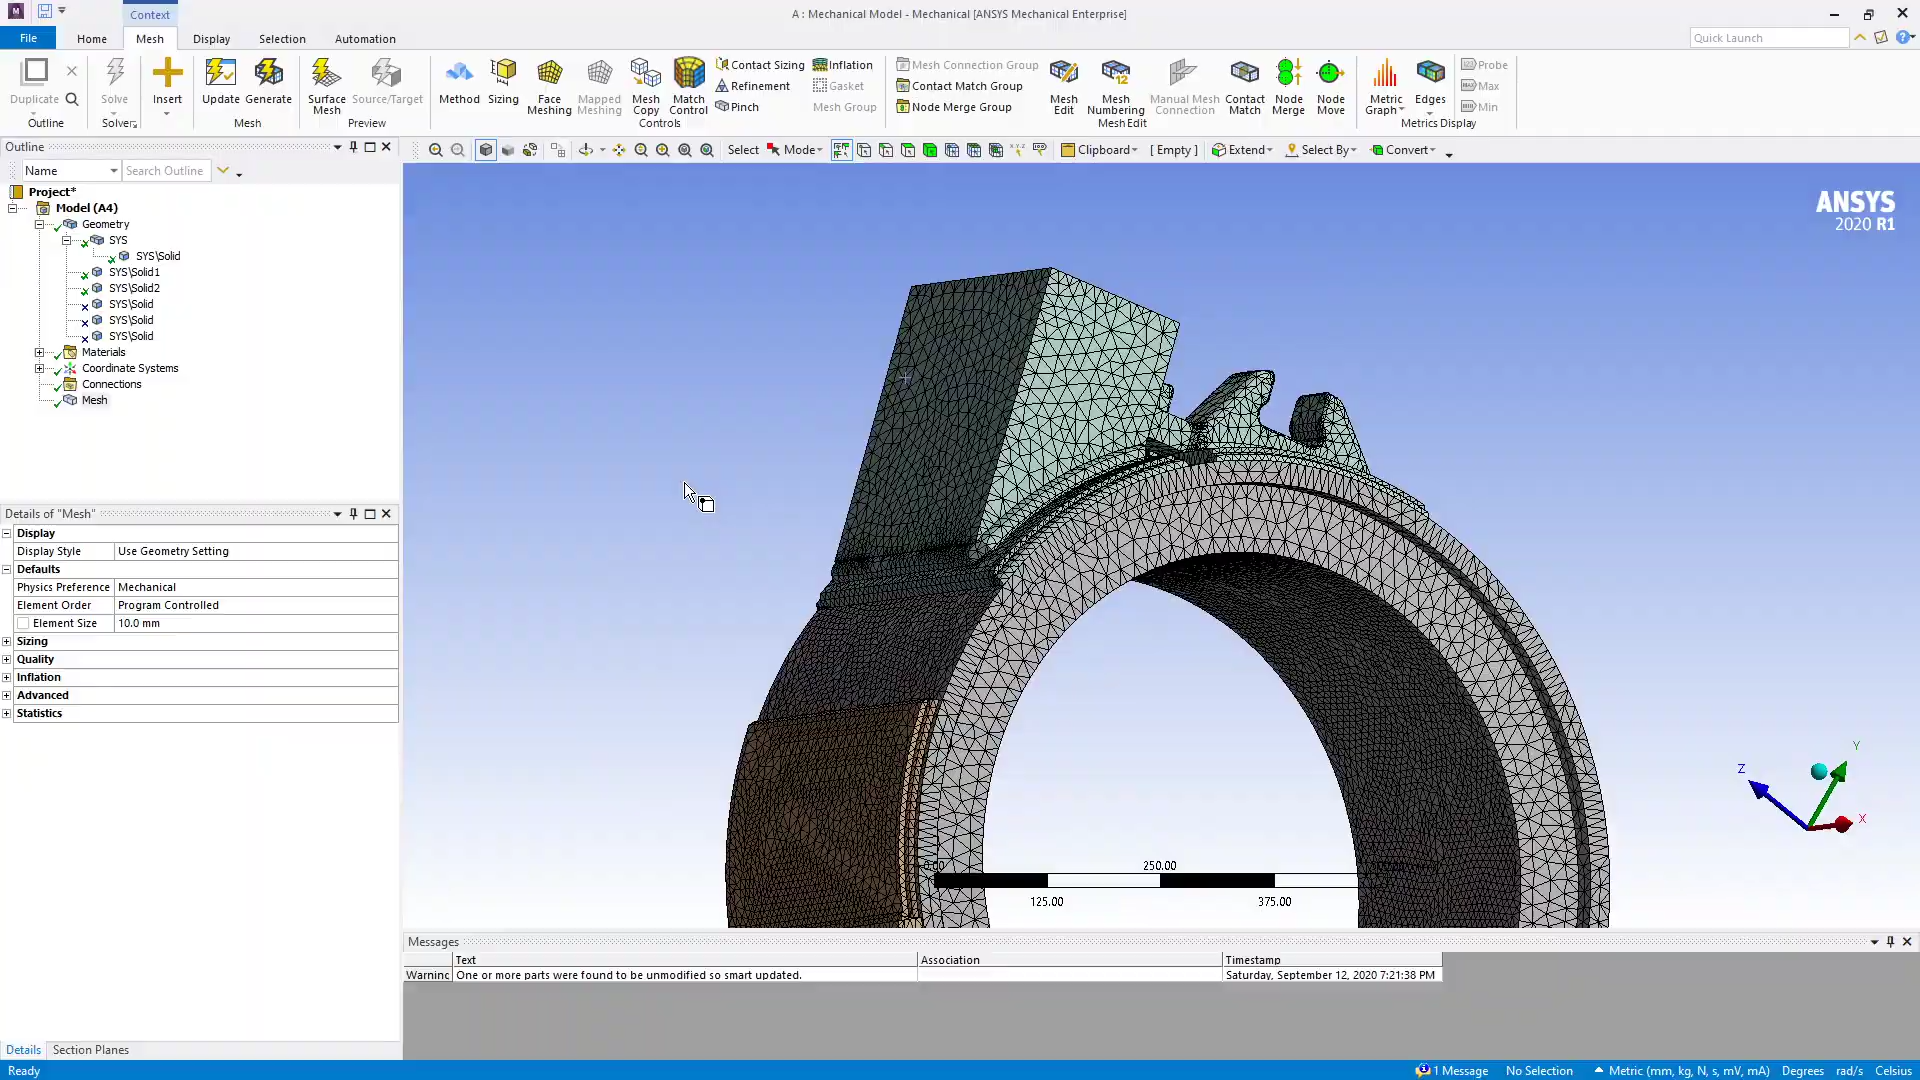 Context
A : Mechanical Model - Mechanical [ANSYS Mechanical Enterprise]
File Home Mesh Display Selection Automation
Quick Launch
Duplicate
Outline
Solve
Solver
Insert
Update Generate
Mesh
Surface Mesh
Source/Target
Preview
Method Sizing
Face Meshing
Mapped Meshing
Mesh Copy
Match Control
Contact Sizing
Refinement
Pinch
Inflation
Gasket
Mesh Group
Controls
Mesh Connection Group
Contact Match Group
Node Merge Group
Mesh Edit
Mesh Numbering
Manual Mesh Connection
Contact Match
Node Merge
Node Move
Mesh Edit
Metric Graph
Edges
Probe
Max
Min
Metrics Display
Select Mode Clipboard [ Empty ] Extend Select By Convert
Outline
Name Search Outline
Project*
Model (A4)
Geometry
SYS
SYS\Solid
SYS\Solid1
SYS\Solid2
SYS\Solid
SYS\Solid
SYS\Solid
Materials
Coordinate Systems
Connections
Mesh
Details of "Mesh"
Display
Display Style Use Geometry Setting
Defaults
Physics Preference Mechanical
Element Order Program Controlled
Element Size 10.0 mm
Sizing
Quality
Inflation
Advanced
Statistics
Details Section Planes
ANSYS
2020 R1
Y
Z
X
0.00 250.00
125.00 375.00
Messages
Text Association Timestamp
Warninc One or more parts were found to be unmodified so smart updated. Saturday, September 12, 2020 7:21:38 PM
Ready 1 Message No Selection Metric (mm, kg, N, s, mV, mA) Degrees rad/s Celsius